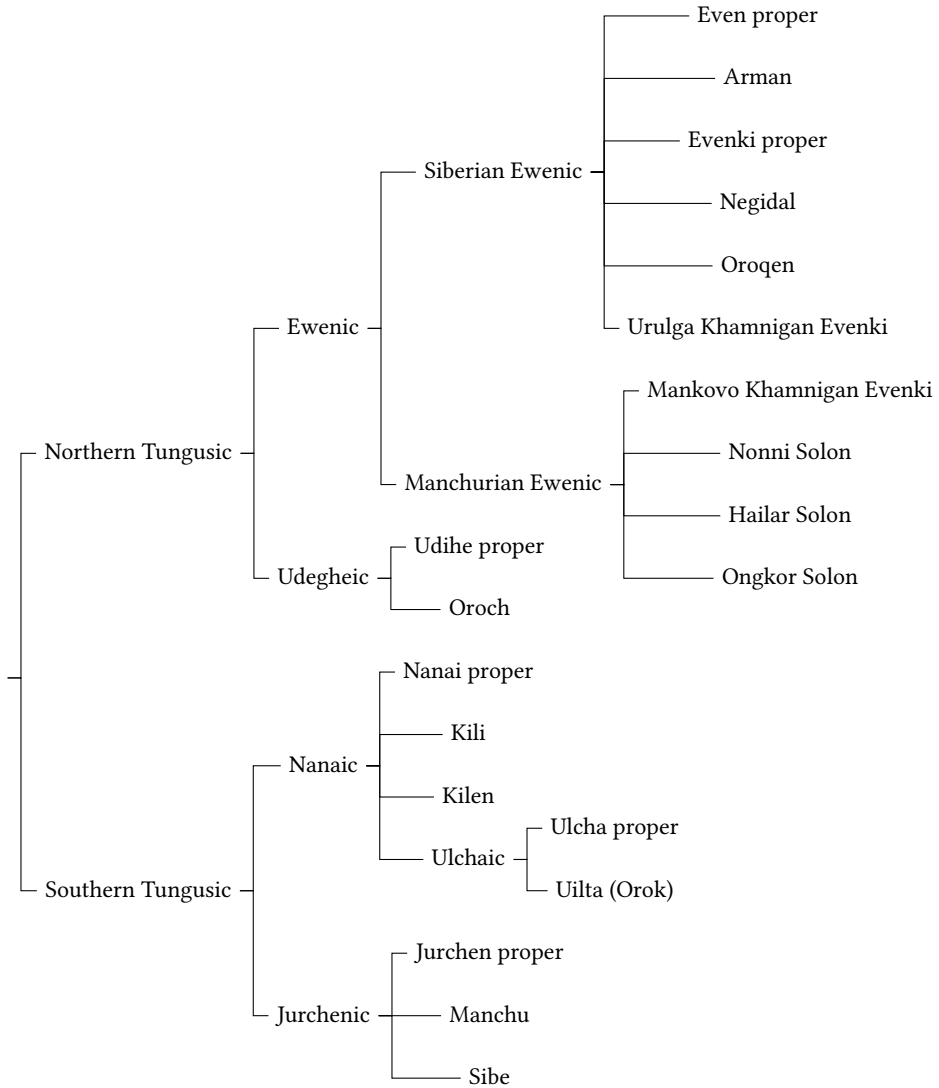 Even proper
Arman
Evenki proper
Siberian Ewenic
Negidal
Oroqen
Ewenic
Urulga Khamnigan Evenki
Mankovo Khamnigan Evenki
Northern Tungusic
Nonni Solon
Manchurian Ewenic
Hailar Solon
Udihe proper
Udegheic
Ongkor Solon
Oroch
Nanai proper
Kili
Nanaic
Kilen
Ulcha proper
Ulchaic
Southern Tungusic
Uilta (Orok)
Jurchen proper
Jurchenic
Manchu
Sibe